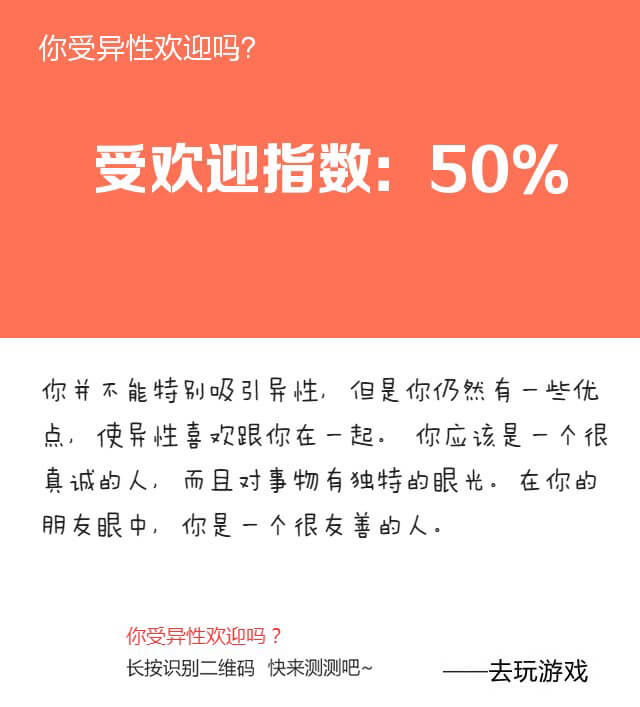 你受异性欢迎吗?
受欢迎指数: 50%
你并不能特别吸引异性, 但是你仍然有一些优
点, 使异性喜欢跟你在一起。 你应该是一个很
真诚的人, 而且对事物有独特的眼光。在你的
朋友眼中, 你是一个很友善的人。
你受异性欢迎吗？
长按识别二维码 快来测测吧~
——去玩游戏